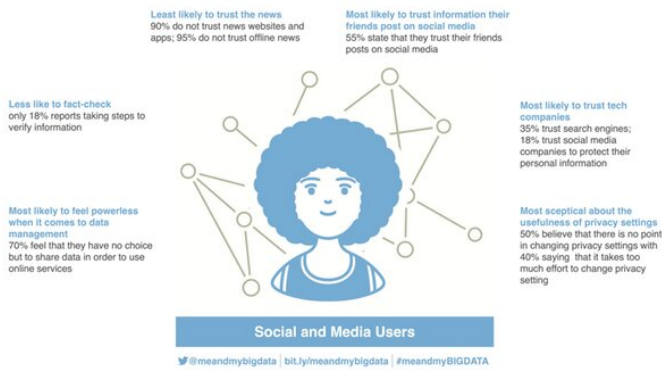 Least likely to trust the news
90% do not trust news websites and
apps; 95% do not trust offline news
Most likely to trust information their
friends post on social media
55% state that they trust their friends
posts on social media
Less like to fact-check
only 18% reports taking steps to
verify information
Most likely to trust tech
companies
35% trust search engines;
18% trust social media
companies to protect their
personal information
Most likely to feel powerless
when it comes to data
management
70% feel that they have no choice
but to share data in order to use
online services
Most sceptical about the
usefulness of privacy settings
50% believe that there is no point
in changing privacy settings with
40% saying that it takes too
much effort to change privacy
setting
Social and Media Users
@meandmybigdata | bit.ly/meandmybigdata | #meandmyBIGDATA